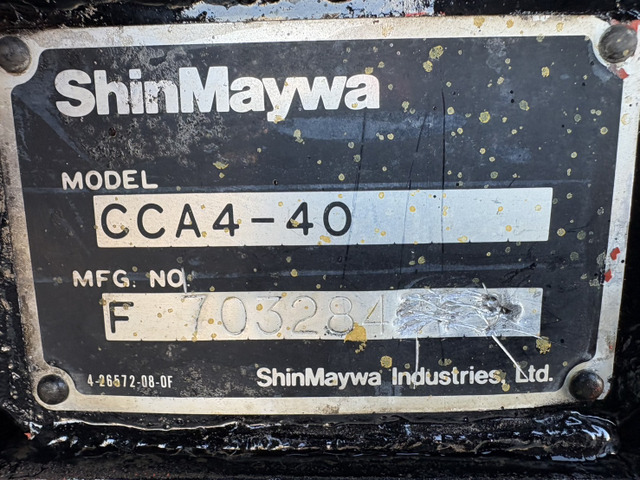 ShinMaywa
MODEL
CCA4-40
MFG. NO.
F 703284
4-26572-08-0F
ShinMaywa Industries, Ltd.